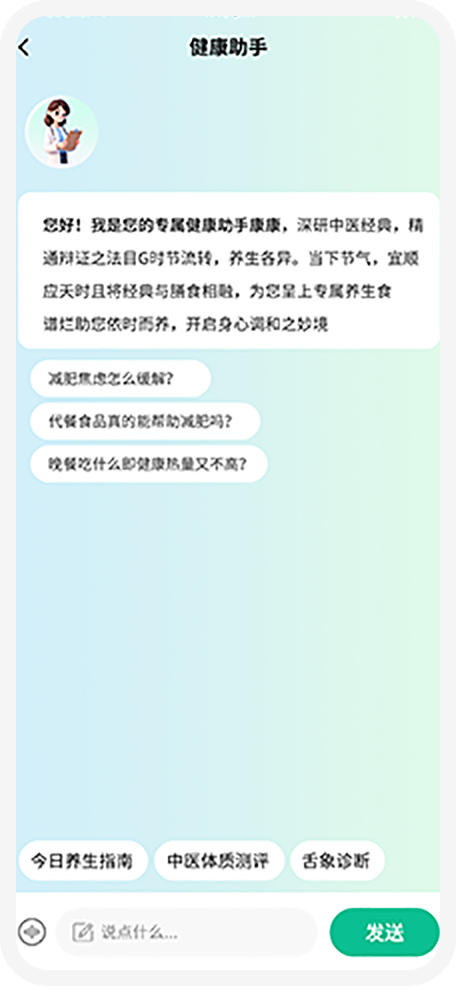 健康助手
您好！我是您的专属健康助手康康，深研中医经典，精
通辩证之法目G时节流转，养生各异。当下节气，宜顺
应天时且将经典与膳食相融，为您呈上专属养生食
谱烂助您依时而养，开启身心调和之妙境
减肥焦虑怎么缓解?
代餐食品真的能帮助减肥吗?
晚餐吃什么即健康热量又不高?
今日养生指南
中医体质测评
舌象诊断
说点什么...
发送